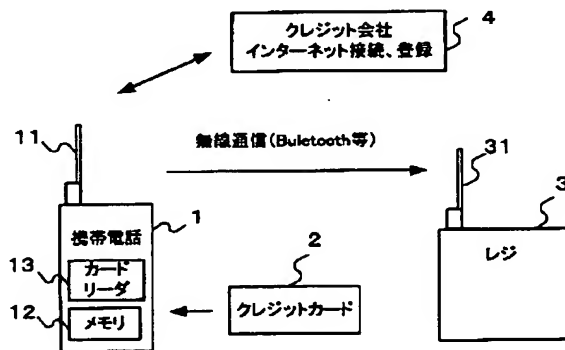 クレジット会社
インターネット接続、登録
4
11
無線通信(Buletooth等)
31
携帯電話
1
3
13
カード
リーダ
2
レジ
12
メモリ
クレジットカード